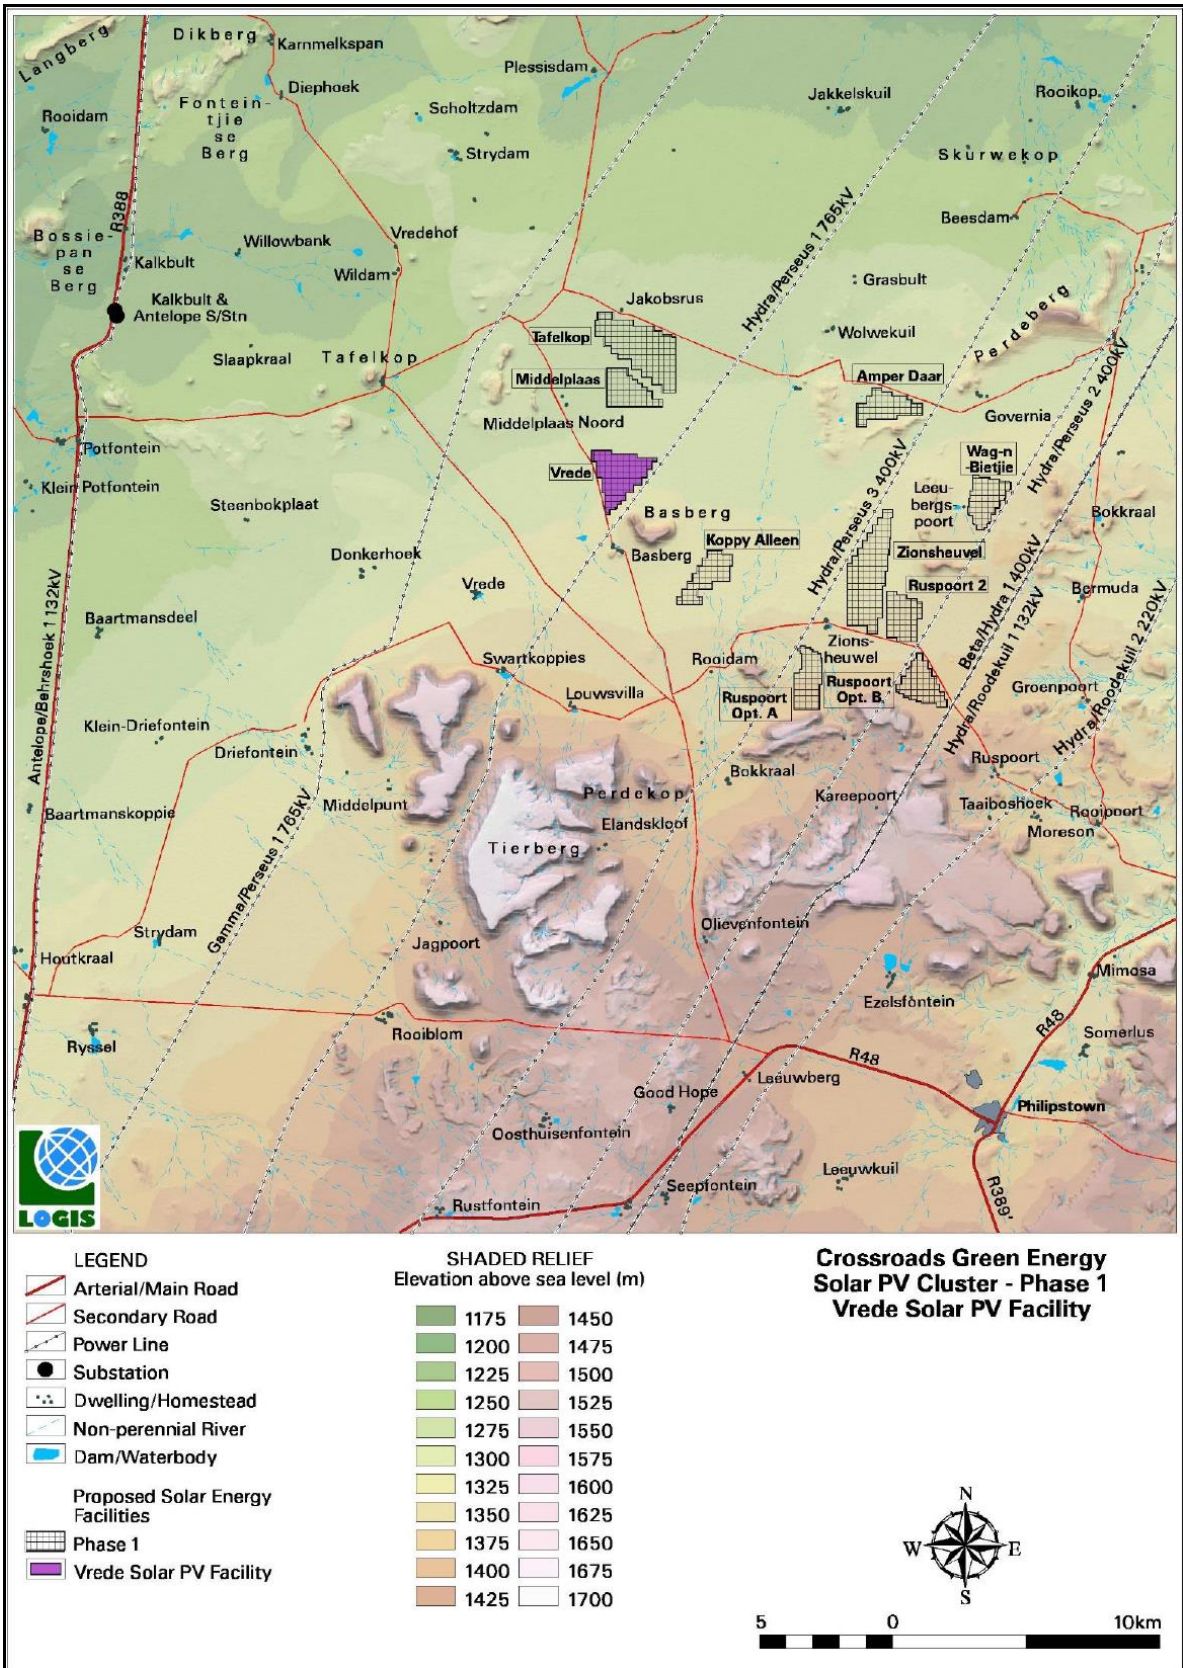 Langberg
Dikberg
Karnmelkspan
Plessisdam
Diephoek
Fontein-
tjie
se
Berg
Scholtzdam
Jakkelskuil
Rooikop
Rooidam
Strydam
Skurwekop
R388
Beesdam
Bossie-
pan
se
Berg
Willowbank
Vredehof
Kalkbult
Wildam
Hydra/Perseus 1 765kV
Grasbult
Kalkbult &
Antelope S/Stn
Jakobsrus
Perdeberg
Tafelkop
Wolwekuil
Slaapkraal
Tafelkop
Middelplaas
Amper Daar
Middelplaas Noord
Governia
Hydra/Perseus 2 400kV
Potfontein
Vrede
Wag-n
-Bietjie
Klein Potfontein
Hydra/Perseus 3 400kV
Leeu-
bergs-
poort
Steenbokplaat
Basberg
Bokkraal
Koppy Alleen
Zionsheuvel
Donkerhoek
Basberg
Ruspoort 2
Vrede
Bermuda
Antelope/Behrshoek 1 132kV
Beta/Hydra 1 400kV
Hydra/Roodekuil 1 132kV
Hydra/Roodekuil 2 220kV
Baartmansdeel
Swartkoppies
Rooidam
Zions-
heuwel
Louwsvilla
Ruspoort
Opt. A
Ruspoort
Opt. B
Groenpoort
Klein-Driefontein
Driefontein
Ruspoort
Bokkraal
Middelpunt
Perdekop
Kareepoort
Taaiboshoek
Rooipoort
Baartmanskoppie
Elandskloof
Moreson
Tierberg
Gamma/Perseus 1 765kV
Strydam
Jagpoort
Olievenfontein
Houtkraal
Mimosa
Ezelsfontein
Rooiblom
R48
Somerlus
Ryssel
R48
Leeuwberg
Good Hope
Philipstown
Oosthuisenfontein
Leeuwkuil
Seepfontein
Rustfontein
R389
LOGIS
LEGEND
Arterial/Main Road
Secondary Road
Power Line
Substation
Dwelling/Homestead
Non-perennial River
Dam/Waterbody
Proposed Solar Energy
Facilities
Phase 1
Vrede Solar PV Facility
SHADED RELIEF
Elevation above sea level (m)
1175 1450
1200 1475
1225 1500
1250 1525
1275 1550
1300 1575
1325 1600
1350 1625
1375 1650
1400 1675
1425 1700
Crossroads Green Energy
Solar PV Cluster - Phase 1
Vrede Solar PV Facility
N
W E
S
5 0 10km